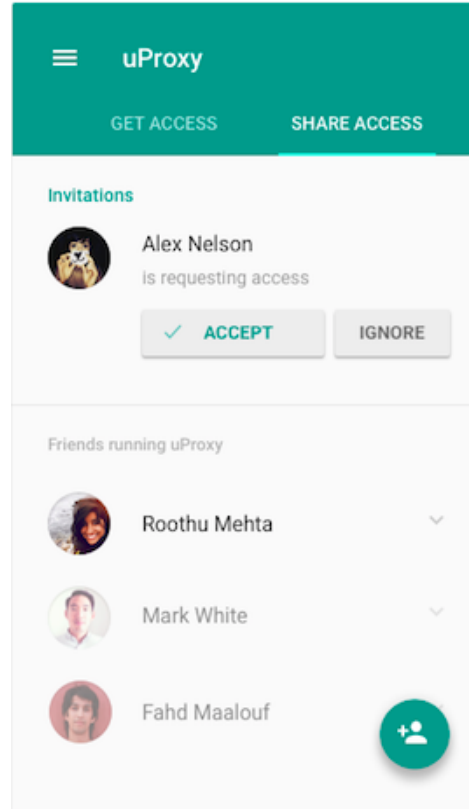 uProxy
GET ACCESS SHARE ACCESS
Invitations
Alex Nelson
is requesting access
ACCEPT IGNORE
Friends running uProxy
Roothu Mehta
Mark White
Fahd Maalouf